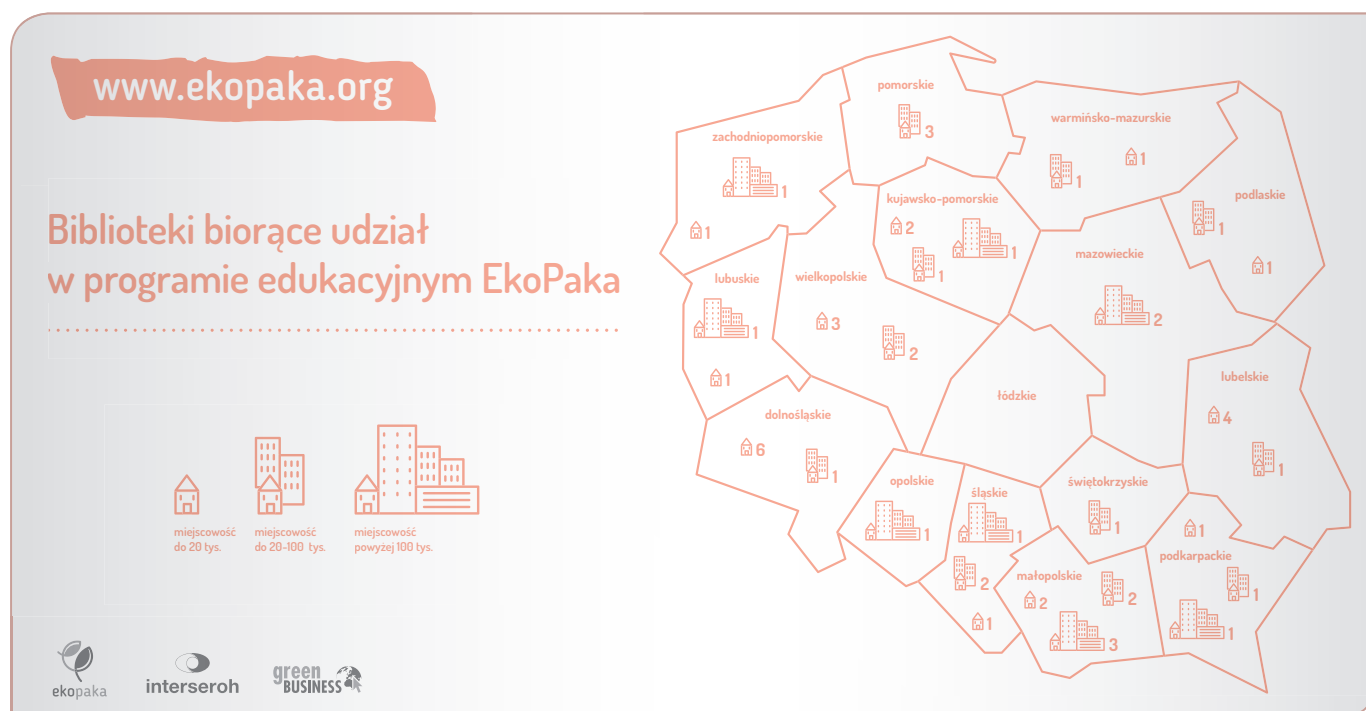 www.ekopaka.org
Biblioteki biorące udział
w programie edukacyjnym EkoPaka
miejscowość
do 20 tys.
miejscowość
do 20-100 tys.
miejscowość
powyżej 100 tys.
ekopaka
interseroh
green
BUSINESS
pomorskie
3
zachodniopomorskie
1
1
warmińsko-mazurskie
1
1
podlaskie
1
1
kujawsko-pomorskie
2
1
1
mazowieckie
2
lubuskie
1
1
wielkopolskie
3
2
łódzkie
lubelskie
4
1
dolnośląskie
6
1
opolskie
1
śląskie
1
2
1
świętokrzyskie
1
małopolskie
2
2
3
1
podkarpackie
1
1